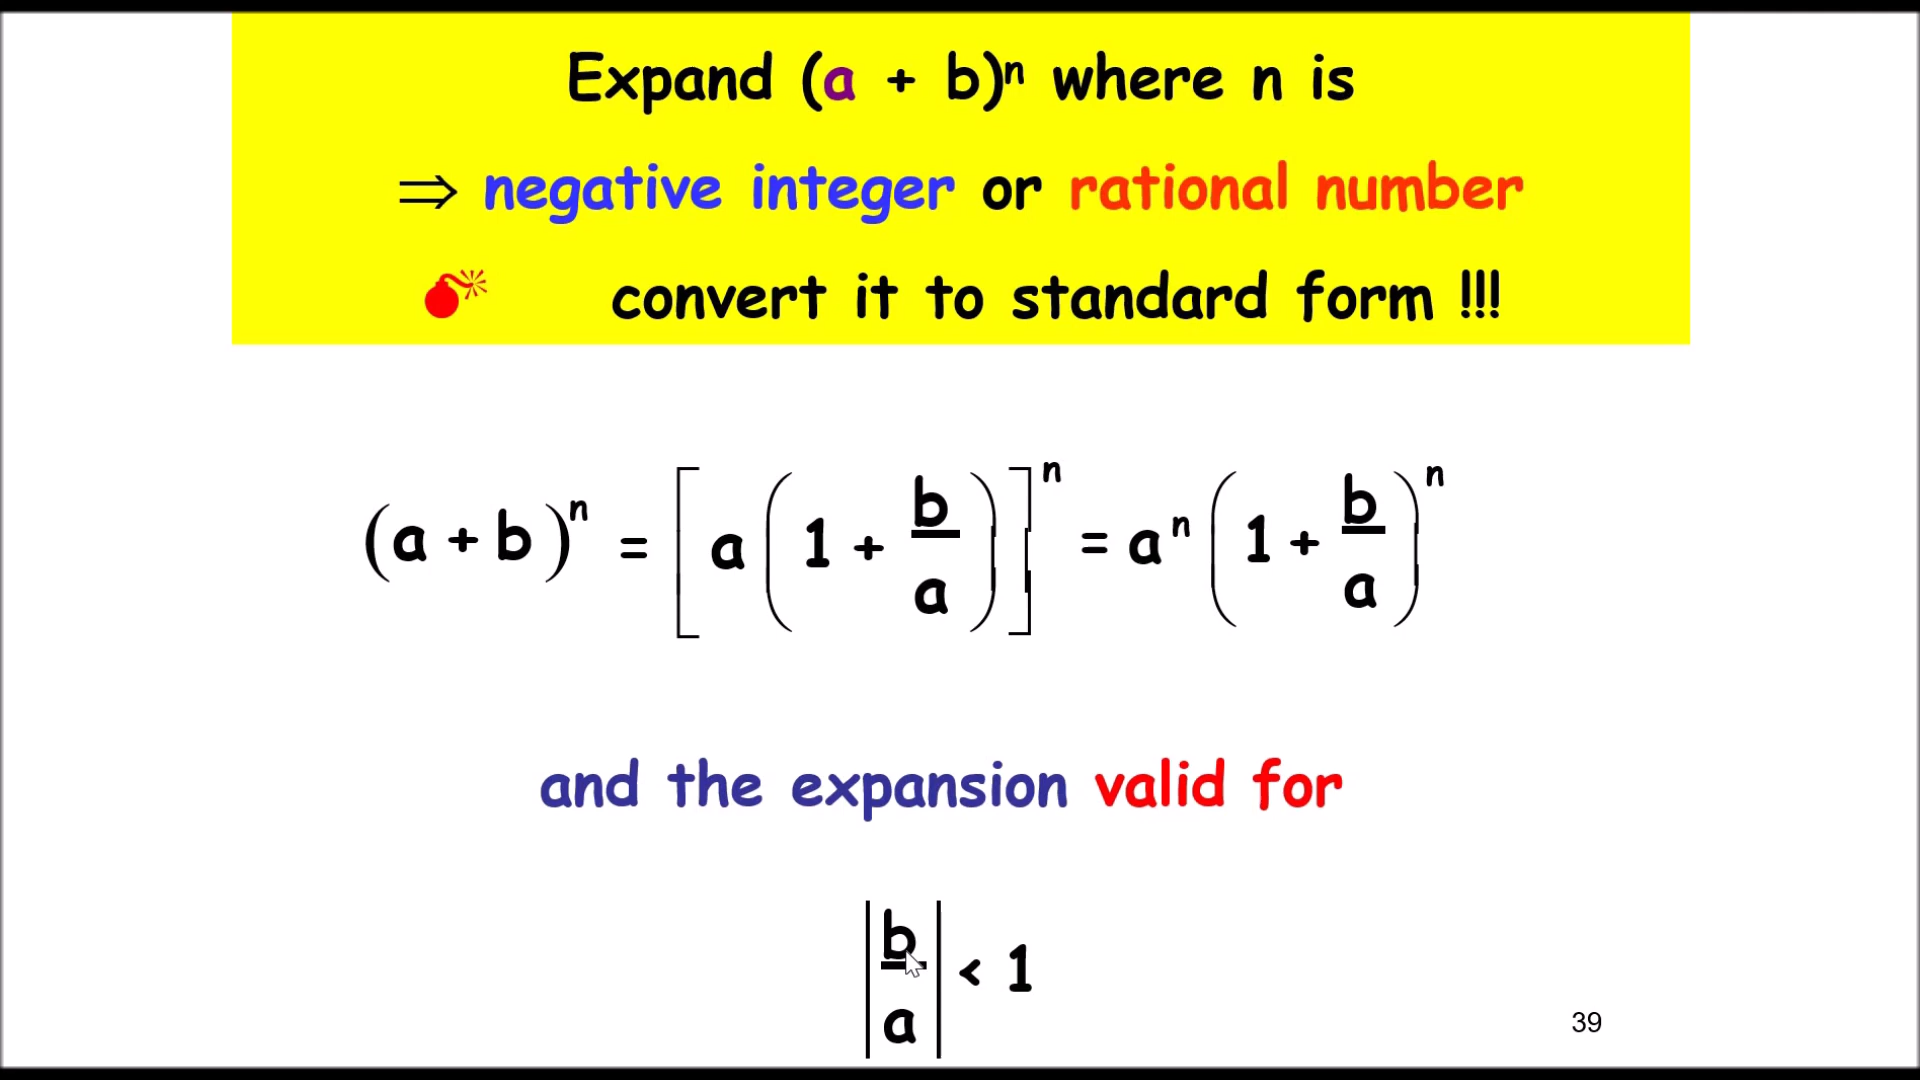 Expand (a + b)ⁿ where n is
⇒ negative integer or rational number
convert it to standard form !!!
(a + b)ⁿ = [a(1 + b/a)]ⁿ = aⁿ(1 + b/a)ⁿ
and the expansion valid for
|b/a| < 1
39